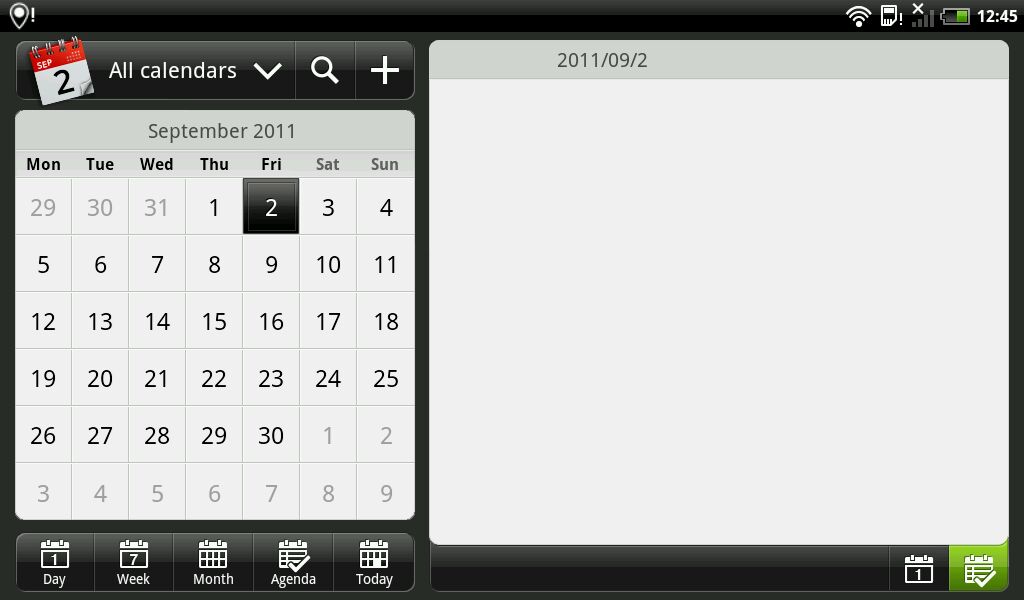 ! ! 12:45
SEP
2
All calendars
2011/09/2
September 2011
Mon Tue Wed Thu Fri Sat Sun
29 30 31 1 2 3 4
5 6 7 8 9 10 11
12 13 14 15 16 17 18
19 20 21 22 23 24 25
26 27 28 29 30 1 2
3 4 5 6 7 8 9
1 7
Day Week Month Agenda Today
1